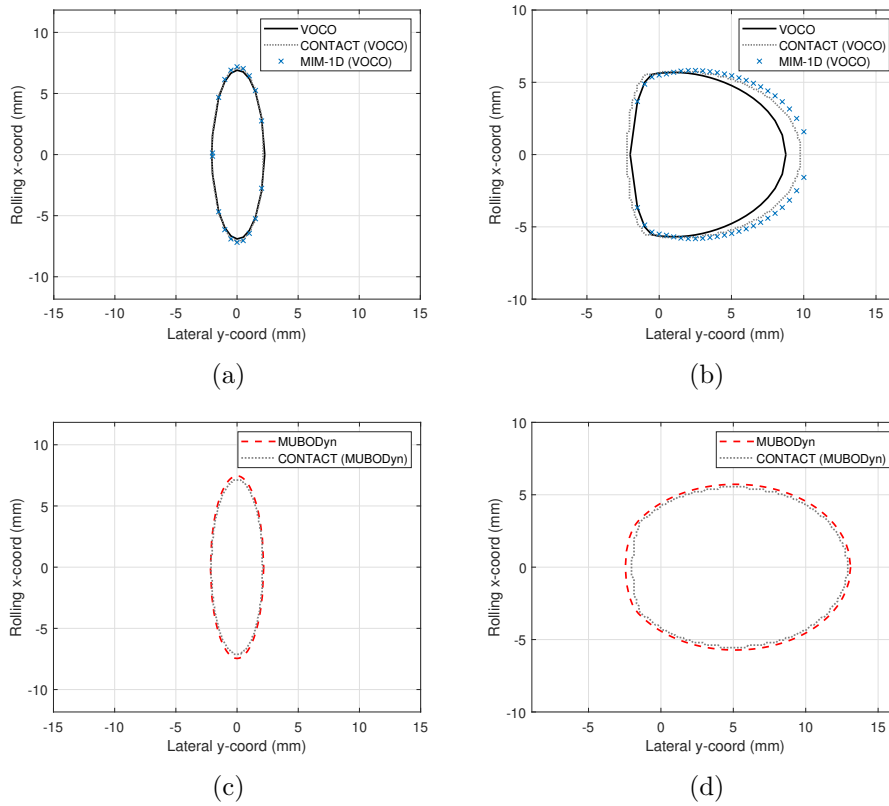 VOCO
CONTACT (VOCO)
MIM-1D (VOCO)
10
5
0
-5
-10
-15
-10
-5
0
5
10
15
Rolling x-coord (mm)
Lateral y-coord (mm)
(a)
VOCO
CONTACT (VOCO)
MIM-1D (VOCO)
10
5
0
-5
-10
-5
0
5
10
15
Rolling x-coord (mm)
Lateral y-coord (mm)
(b)
MUBODyn
CONTACT (MUBODyn)
10
5
0
-5
-10
-15
-10
-5
0
5
10
15
Rolling x-coord (mm)
Lateral y-coord (mm)
(c)
MUBODyn
CONTACT (MUBODyn)
10
5
0
-5
-10
-5
0
5
10
15
Rolling x-coord (mm)
Lateral y-coord (mm)
(d)